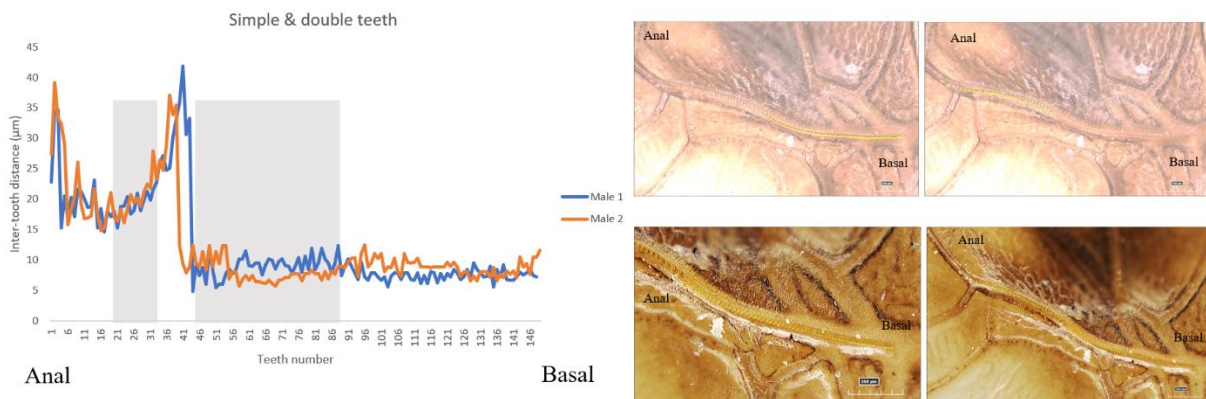 Simple & double teeth
Inter-tooth distance (µm)
45
40
35
30
25
20
15
10
5
0
1 6 11 16 21 26 31 36 41 46 51 56 61 66 71 76 81 86 91 96 101 106 111 116 121 126 131 136 141 146
Teeth number
Male 1
Male 2
Anal
Basal
Anal
Basal
Anal
Basal
Anal
Basal
200 µm
Anal
Basal